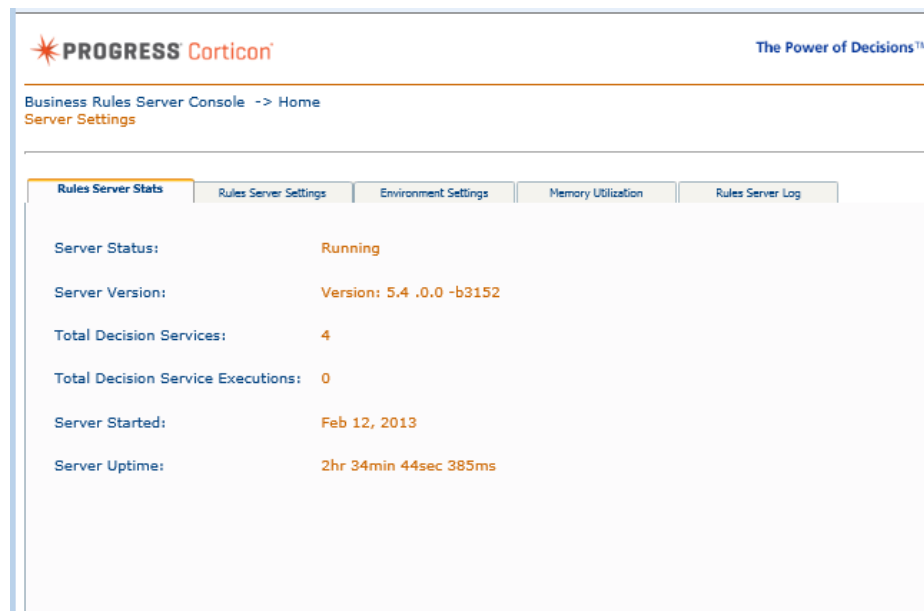 PROGRESS Corticon
The Power of Decisions™
Business Rules Server Console -> Home
Server Settings
Rules Server Stats Rules Server Settings Environment Settings Memory Utilization Rules Server Log
Server Status: Running
Server Version: Version: 5.4 .0.0 -b3152
Total Decision Services: 4
Total Decision Service Executions: 0
Server Started: Feb 12, 2013
Server Uptime: 2hr 34min 44sec 385ms